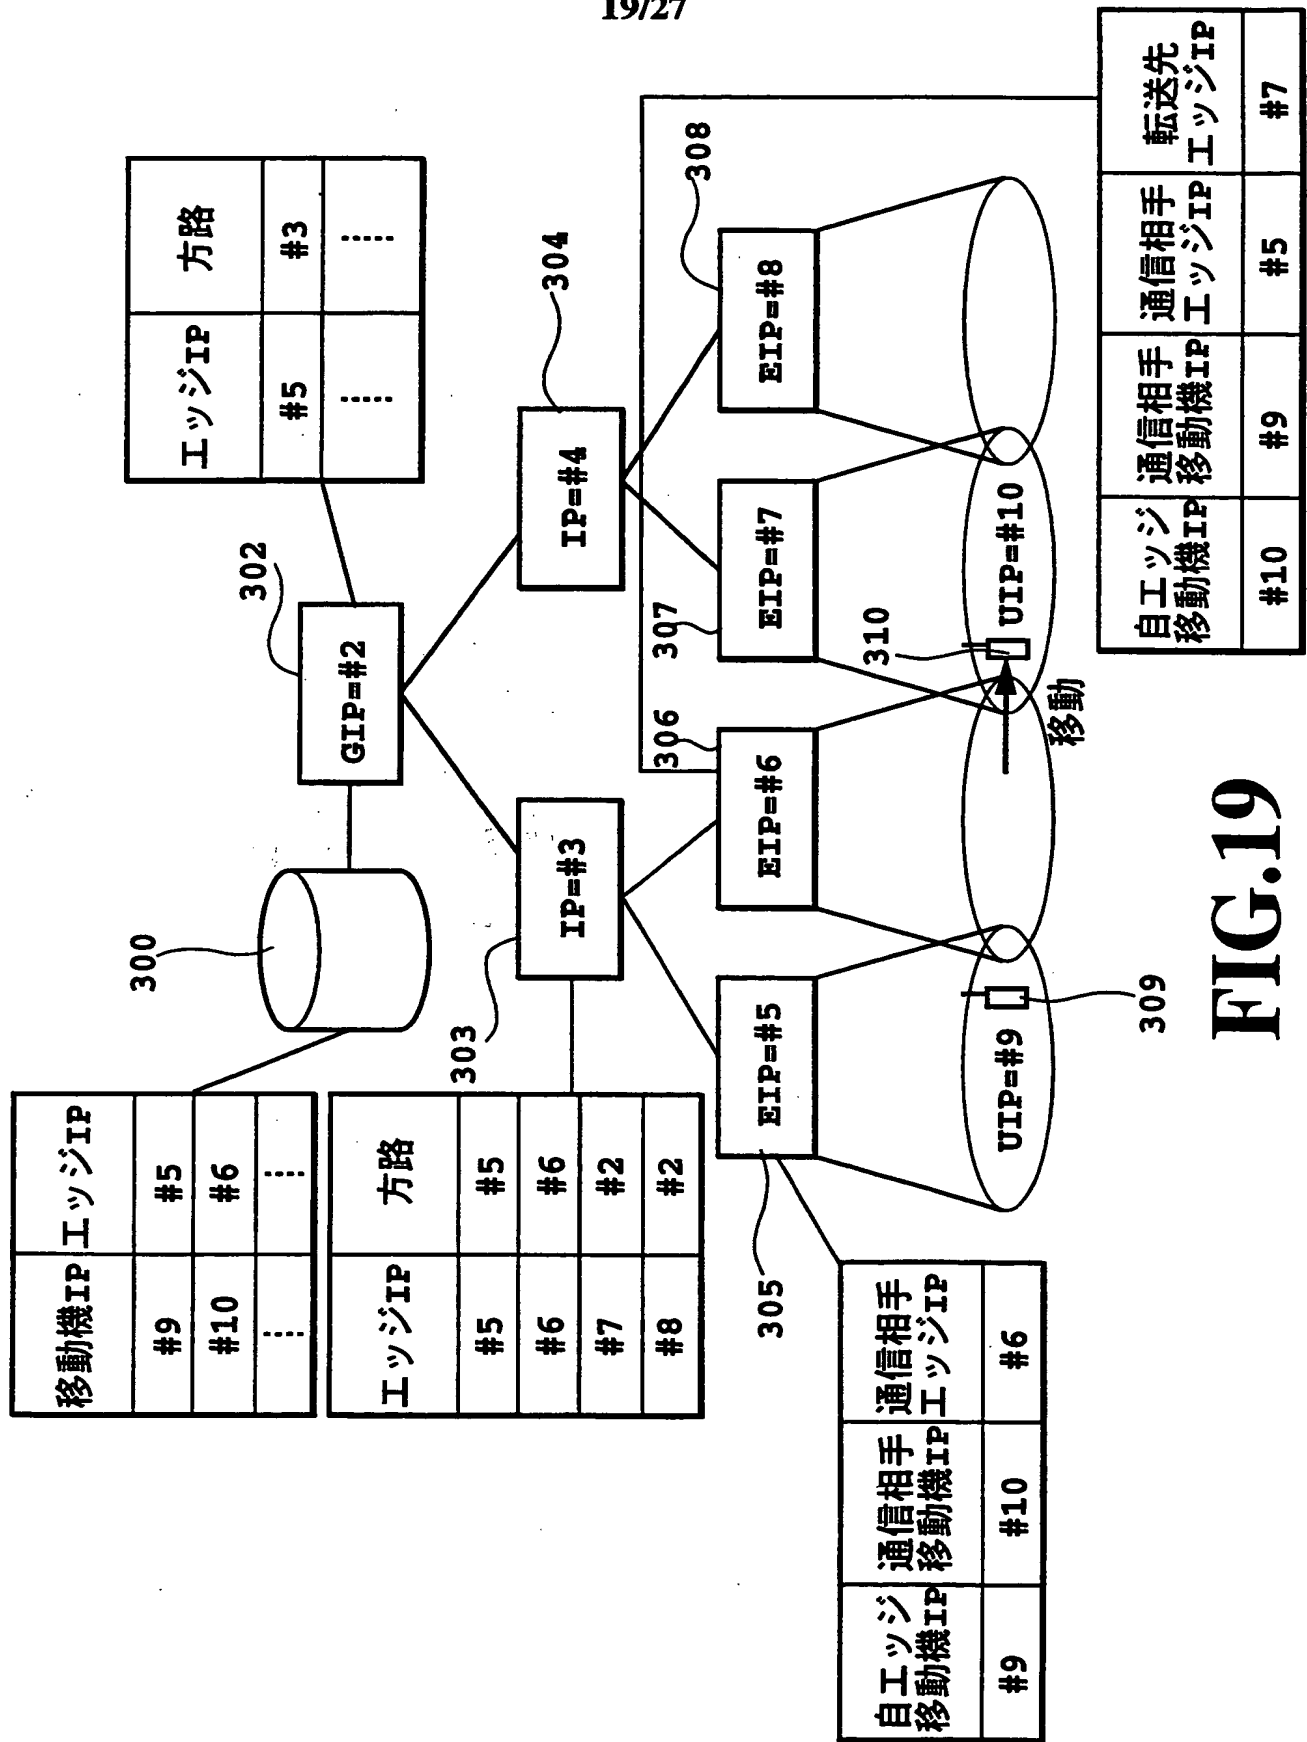 19/27
移動機IP エッジIP
#9 #5
#10 #6
300
エッジIP 方路
#5 #3
302
GIP=#2
エッジIP 方路
#5 #5
#6 #6
#7 #2
#8 #2
303
IP=#3
304
IP=#4
305
EIP=#5
306
EIP=#6
307
EIP=#7
308
EIP=#8
自エッジ
移動機IP
通信相手
移動機IP
通信相手
エッジIP
#9 #10 #6
UIP=#9
309
移動
310
UIP=#10
自エッジ
移動機IP
通信相手
移動機IP
通信相手
エッジIP
転送先
エッジIP
#10 #9 #5 #7
FIG.19